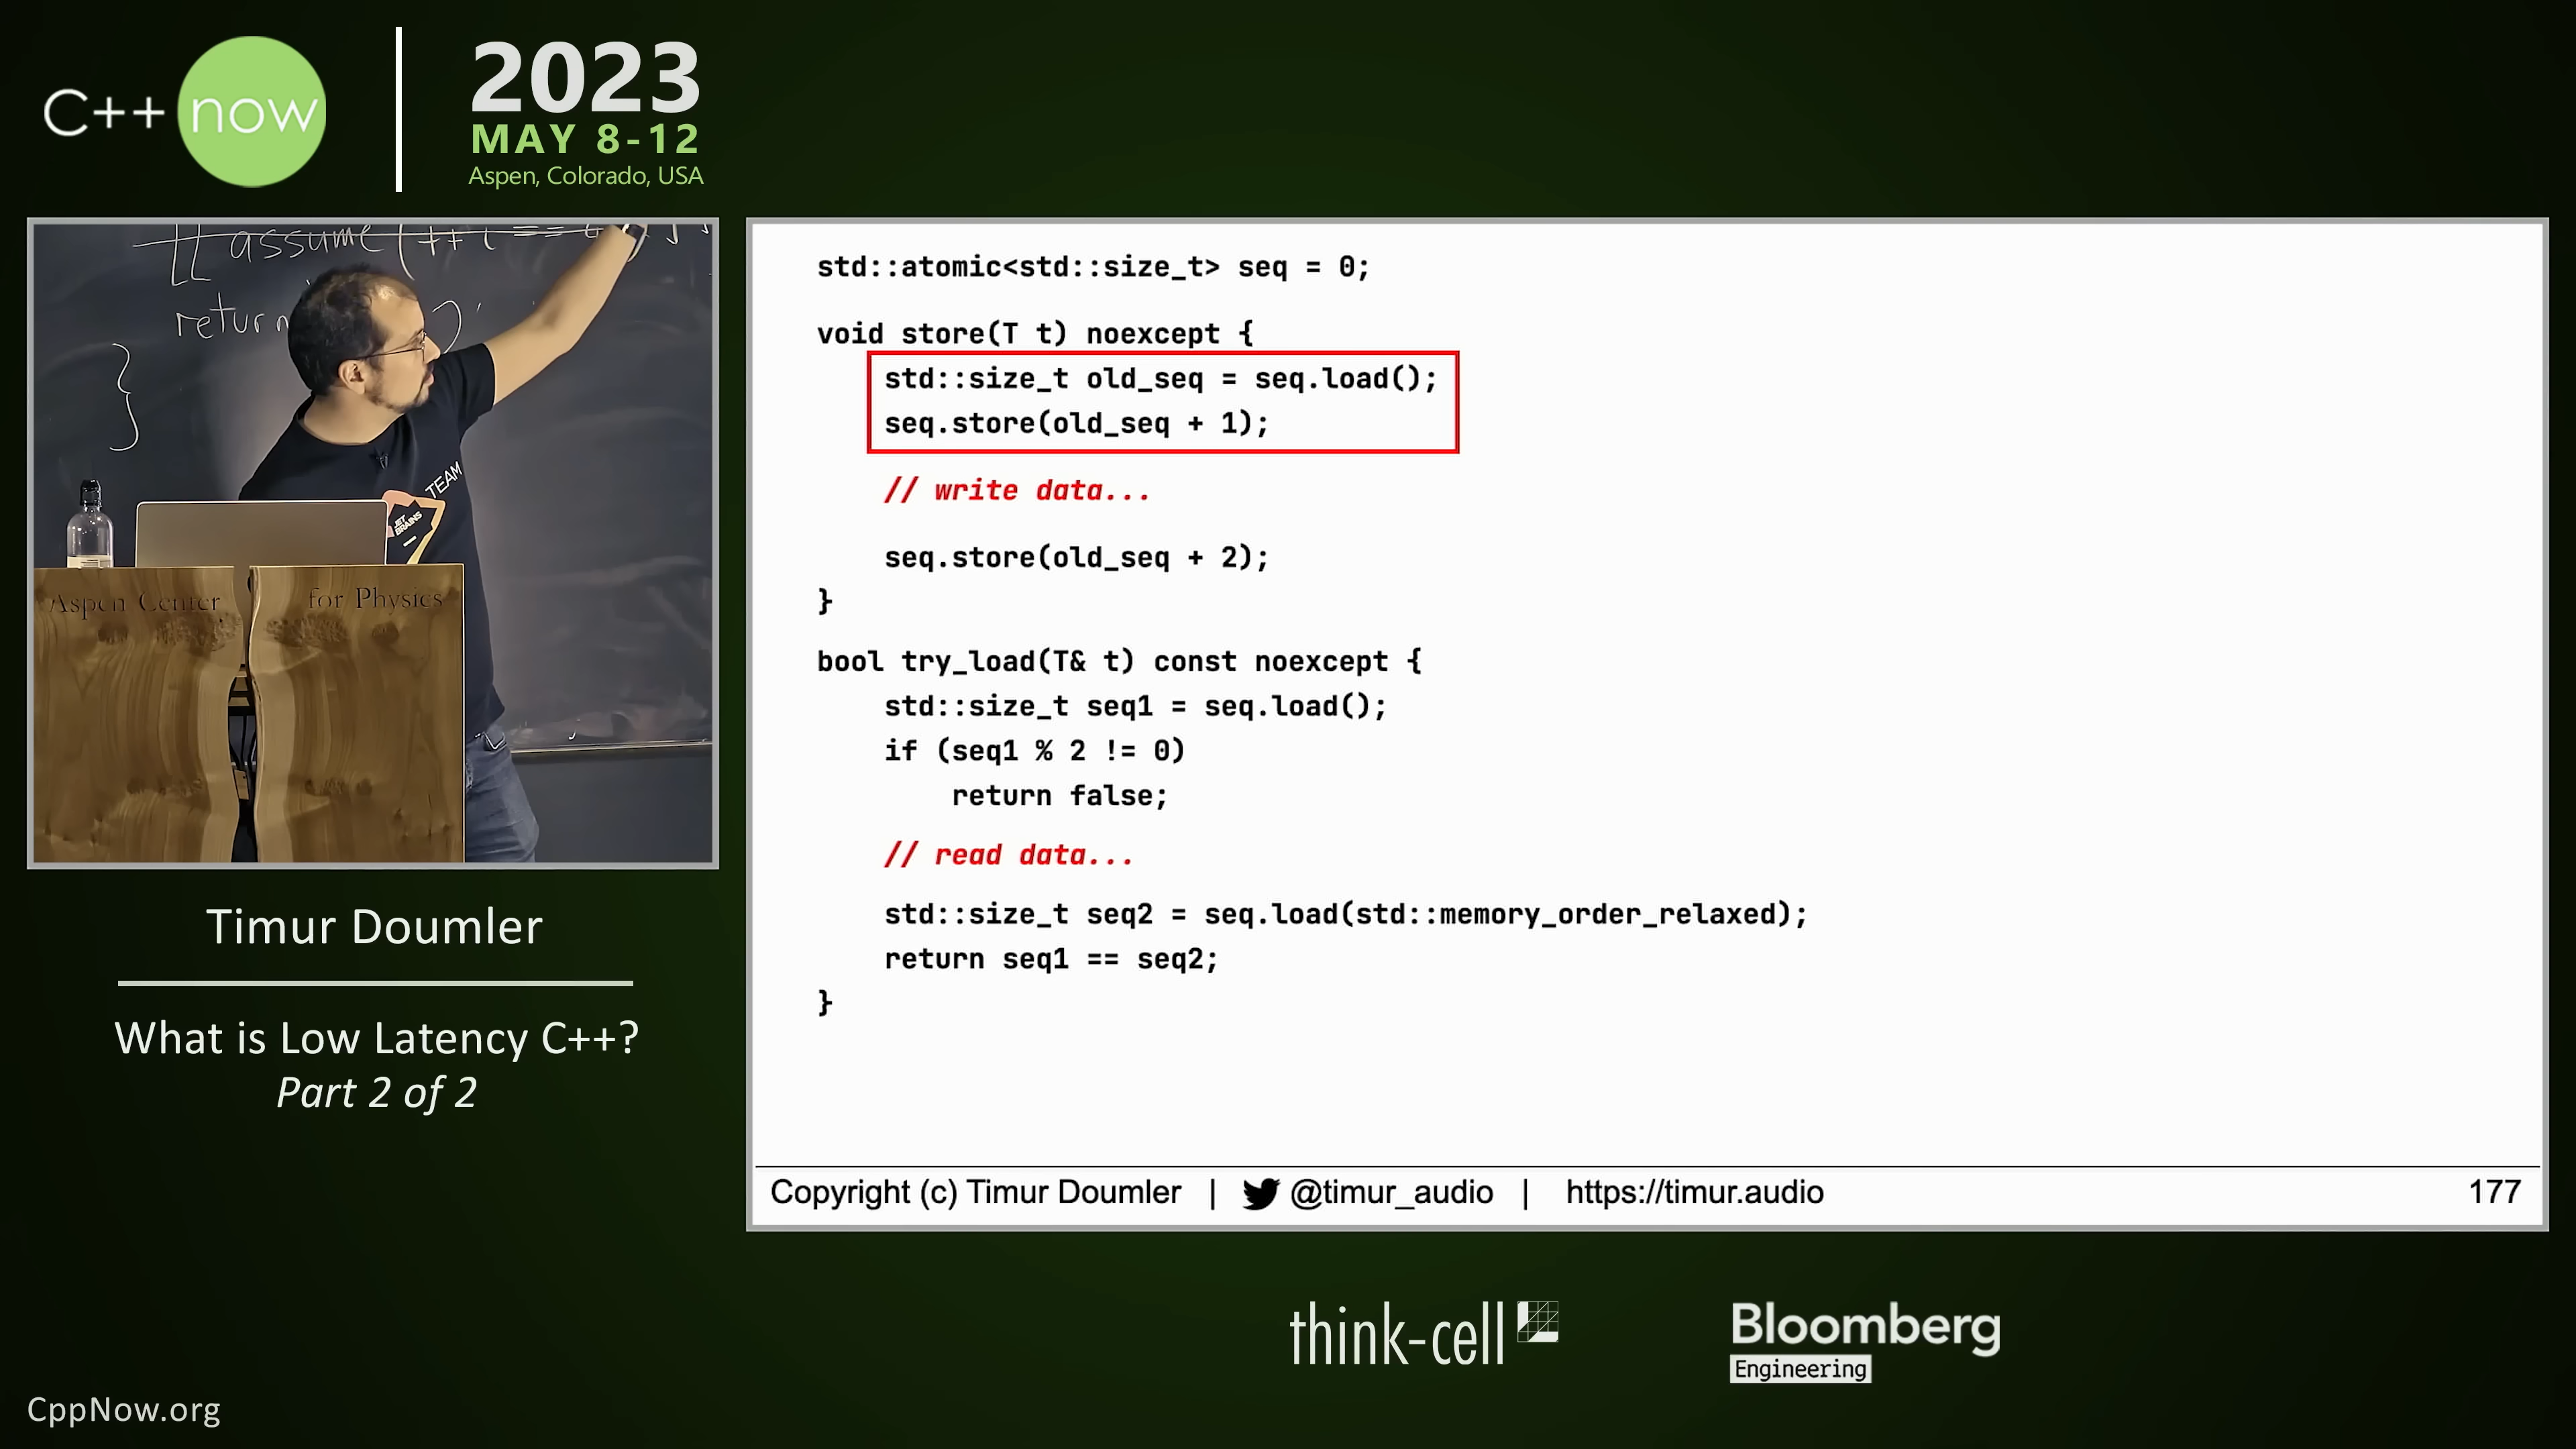 C++ now
2023
MAY 8-12
Aspen, Colorado, USA
[[ assume(++i ==
return
}
TEAM
JET
BRAINS
Aspen Center for Physics
Timur Doumler
What is Low Latency C++?
Part 2 of 2
std::atomic<std::size_t> seq = 0;
void store(T t) noexcept {
std::size_t old_seq = seq.load();
seq.store(old_seq + 1);
// write data...
seq.store(old_seq + 2);
}
bool try_load(T& t) const noexcept {
std::size_t seq1 = seq.load();
if (seq1 % 2 != 0)
return false;
// read data...
std::size_t seq2 = seq.load(std::memory_order_relaxed);
return seq1 == seq2;
}
Copyright (c) Timur Doumler | @timur_audio | https://timur.audio 177
think-cell
Bloomberg
Engineering
CppNow.org